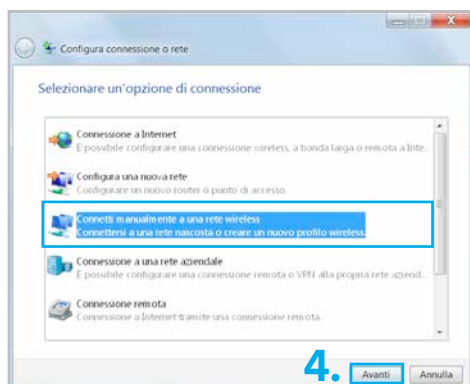 Configura connessione o rete
Selezionare un'opzione di connessione
Connessione a Internet
È possibile configurare una connessione wireless, a banda larga o remota a Inte...
Configura una nuova rete
Configurare un nuovo router o punto di accesso.
Connetti manualmente a una rete wireless
Connettersi a una rete nascosta o creare un nuovo profilo wireless.
Connessione a una rete aziendale
È possibile configurare una connessione remota o VPN alla propria rete aziend...
Connessione remota
Connessione a Internet tramite una connessione remota.
4. Avanti Annulla